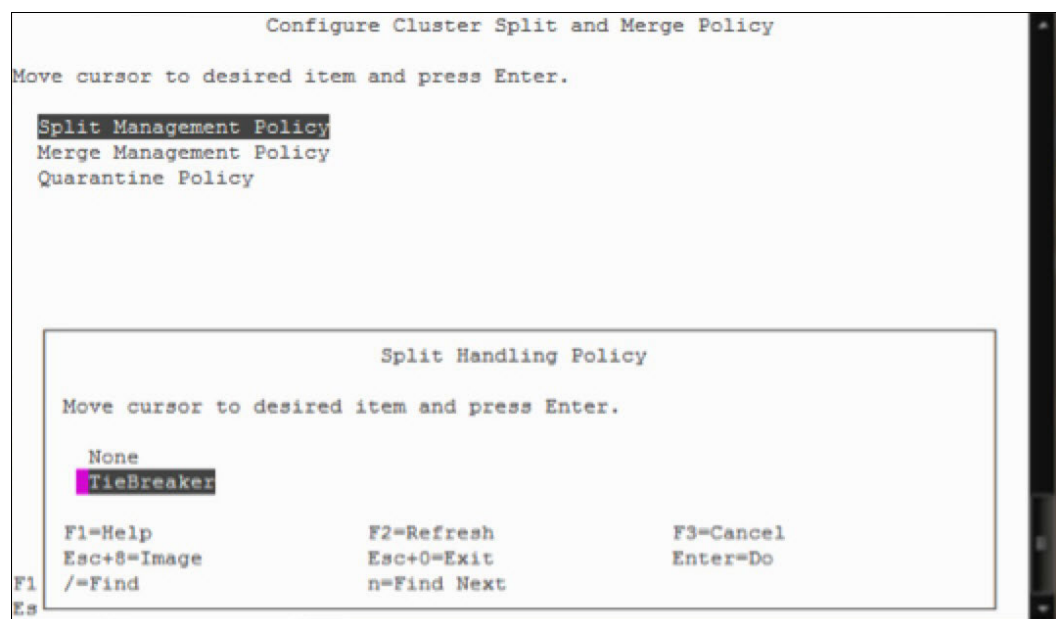 Configure Cluster Split and Merge Policy
Move cursor to desired item and press Enter.
Split Management Policy
Merge Management Policy
Quarantine Policy
Split Handling Policy
Move cursor to desired item and press Enter.
None
TieBreaker
F1=Help F2=Refresh F3=Cancel
Esc+8=Image Esc+0=Exit Enter=Do
F1 /=Find n=Find Next
Es